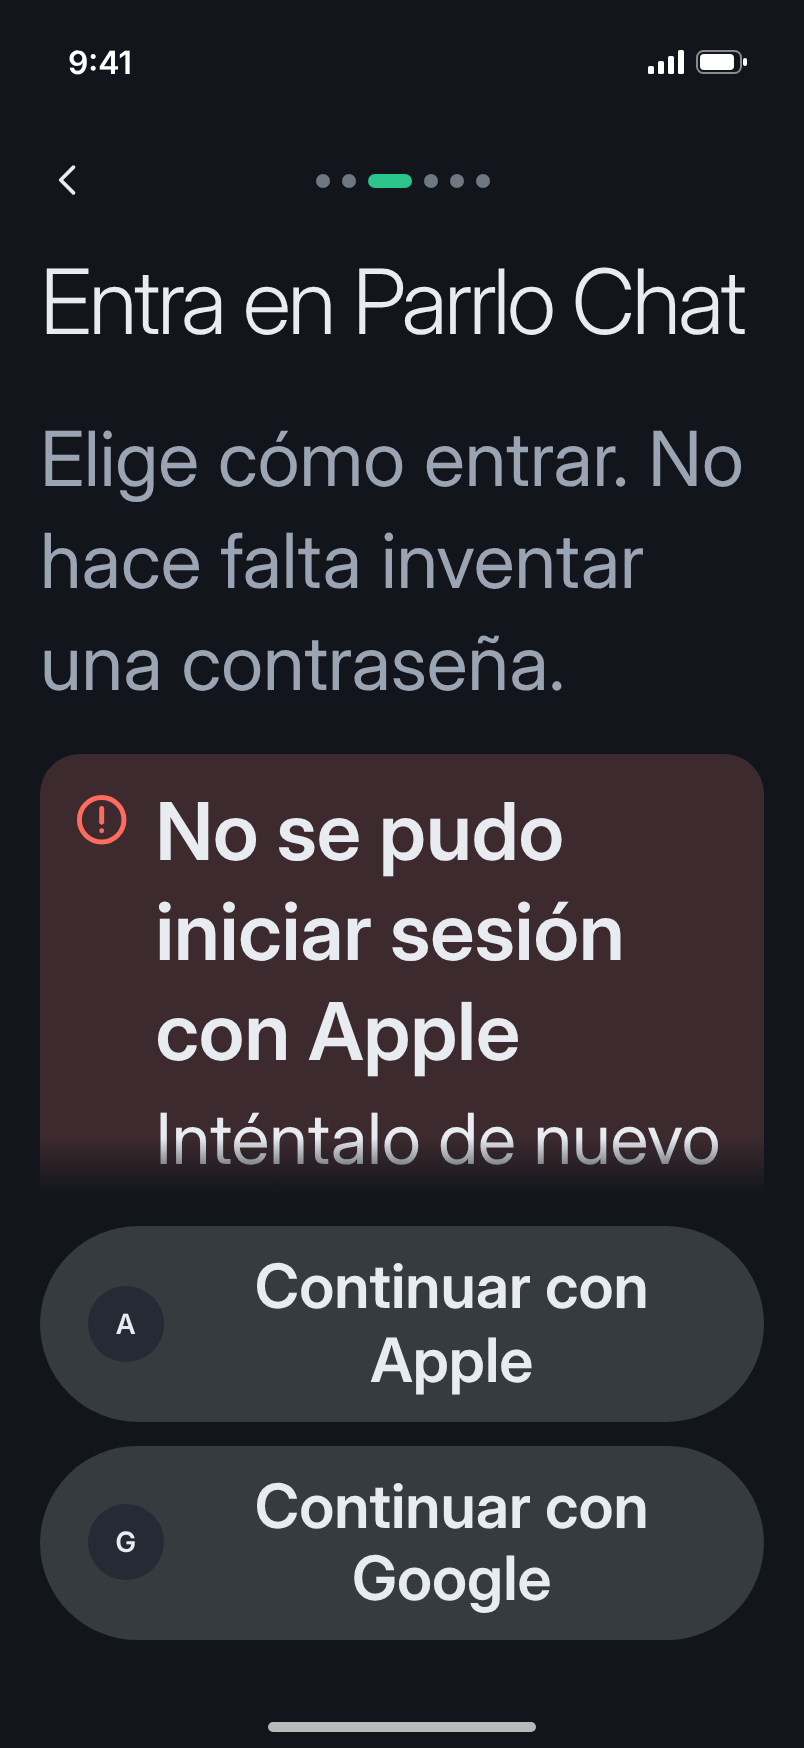 9:41
Entra en Parrlo Chat
Elige cómo entrar. No
hace falta inventar
una contraseña.
No se pudo
iniciar sesión
con Apple
Inténtalo de nuevo
A
Continuar con
Apple
G
Continuar con
Google